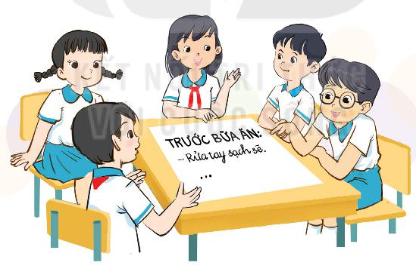 TRƯỚC BỮA ĂN:
- Rửa tay sạch sẽ.
...